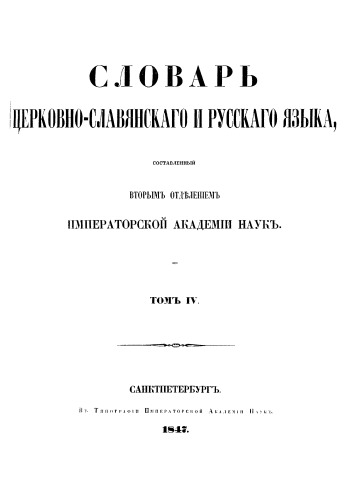 СЛОВАРЬ
ЦЕРКОВНО-СЛАВЯНСКАГО И РУССКАГО ЯЗЫКА,
СОСТАВЛЕННЫЙ
ВТОРЫМЪ ОТДѢЛЕНІЕМЪ
ИМПЕРАТОРСКОЙ АКАДЕМІИ НАУКЪ.
ТОМЪ IV.
САНКТПЕТЕРБУРГЪ.
Въ Типографіи Императорской Академіи Наукъ.
1847.